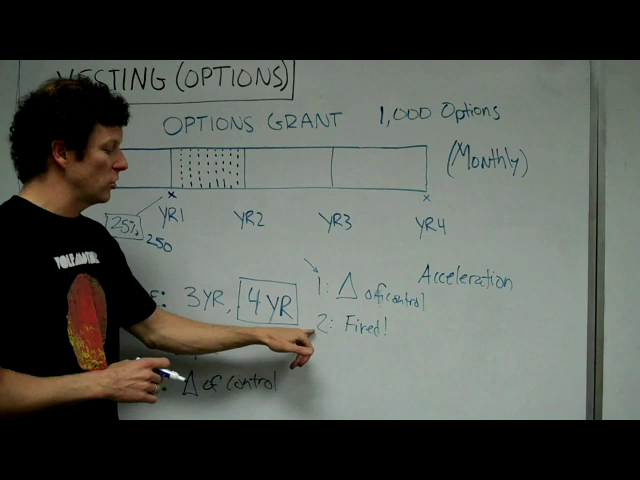 VESTING (OPTIONS)
OPTIONS GRANT 1,000 Options
(Monthly)
25% YR1 YR2 YR3 YR4
250
Acceleration
3YR, 4YR 1: Δ of control
2: Fired!
Δ of control